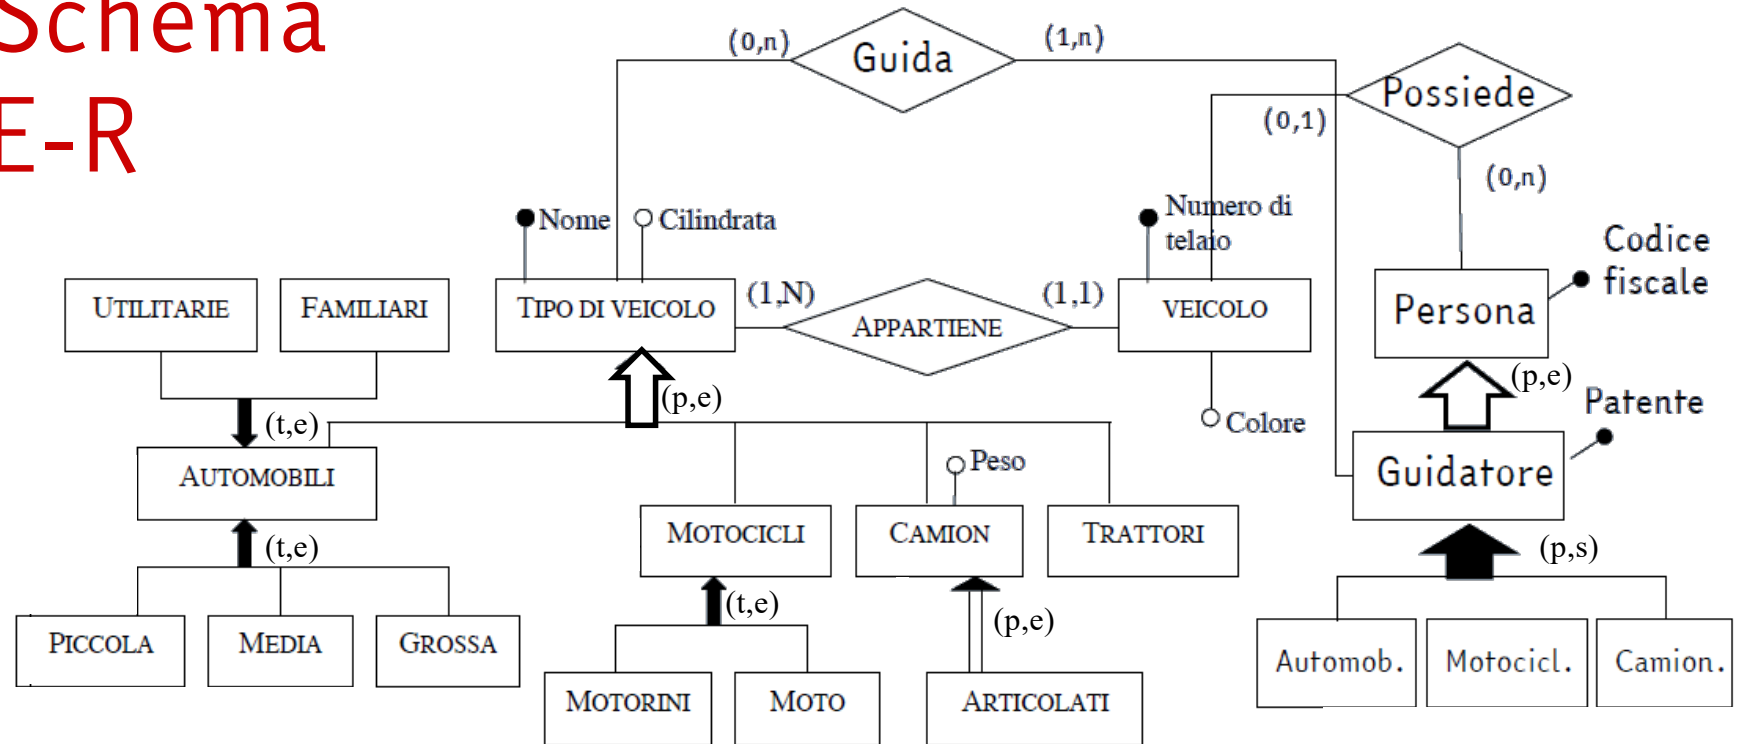 Schema
E-R
(0,n)
Guida
(1,n)
Possiede
(0,1)
(0,n)
Nome
Cilindrata
Numero di
telaio
Codice
fiscale
UTILITARIE
FAMILIARI
TIPO DI VEICOLO
(1,N)
APPARTIENE
(1,1)
VEICOLO
Persona
(t,e)
(p,e)
Colore
(p,e)
Patente
AUTOMOBILI
Peso
Guidatore
(t,e)
MOTOCICLI
CAMION
TRATTORI
(p,s)
PICCOLA
MEDIA
GROSSA
(t,e)
(p,e)
Automob.
Motocicl.
Camion.
MOTORINI
MOTO
ARTICOLATI